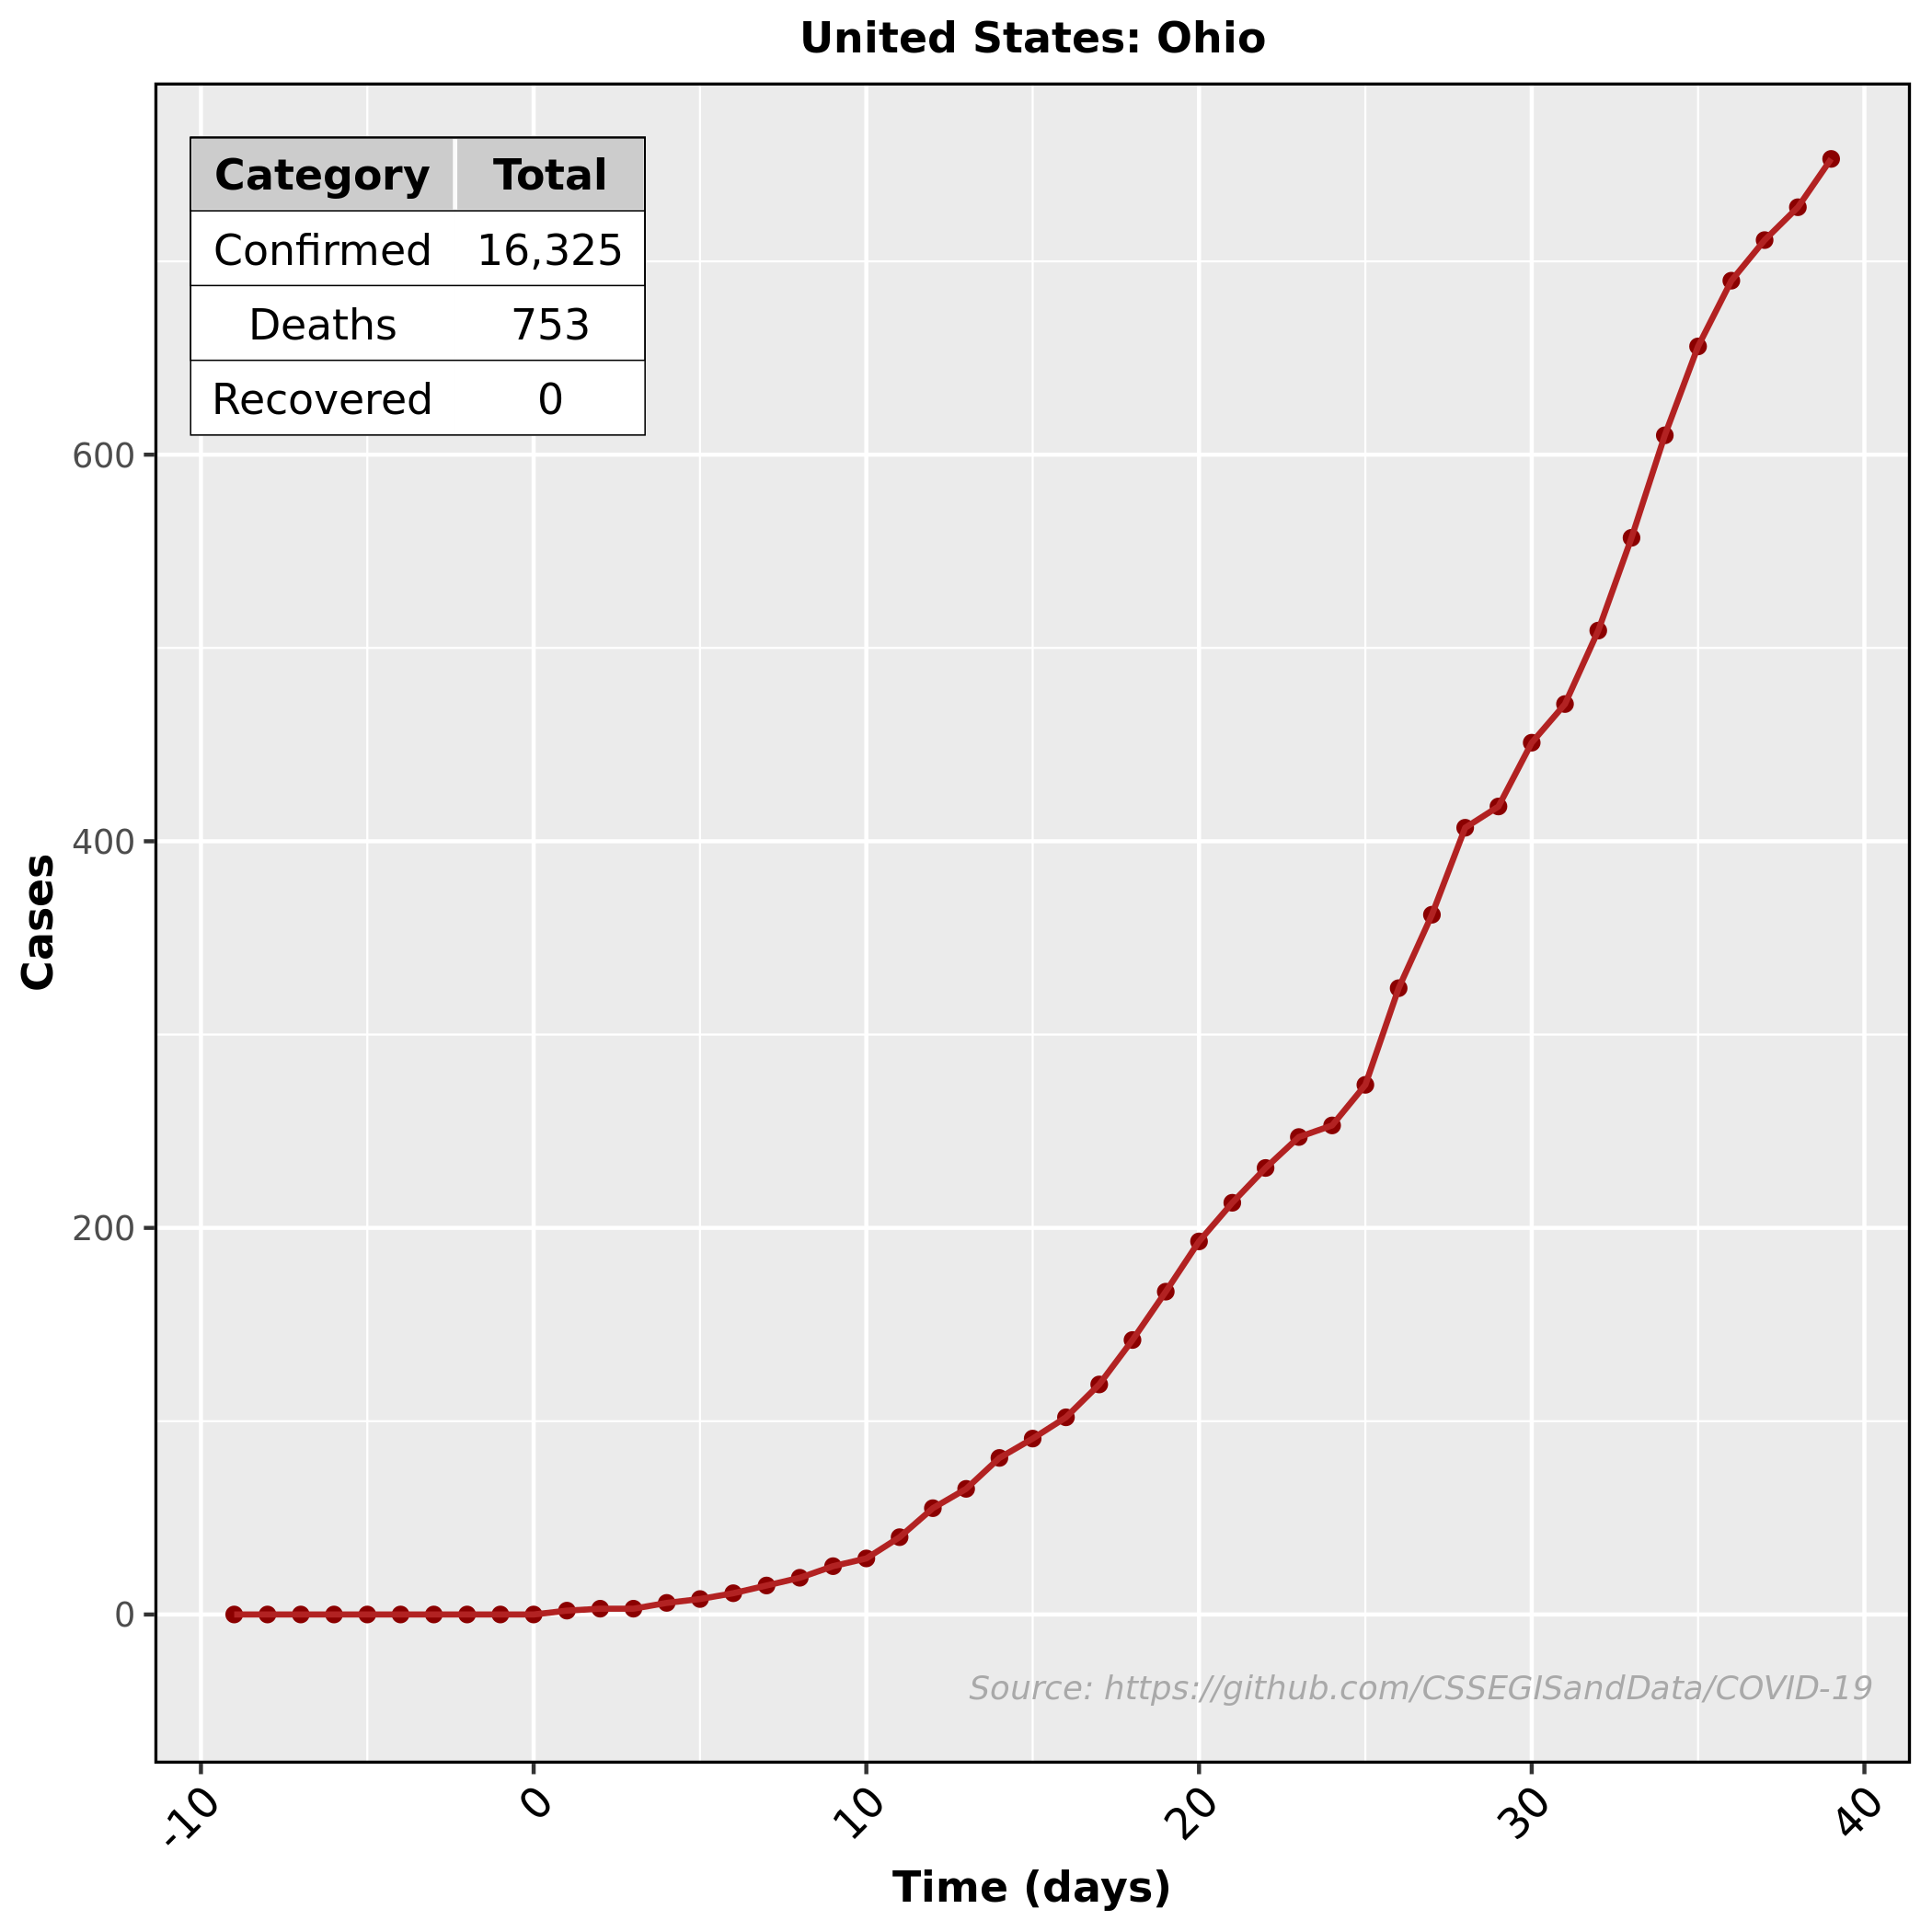 United States: Ohio
Category Total
Confirmed 16,325
Deaths 753
Recovered 0
600
400
200
0
Cases
Source: https://github.com/CSSEGISandData/COVID-19
-10 0 10 20 30 40
Time (days)